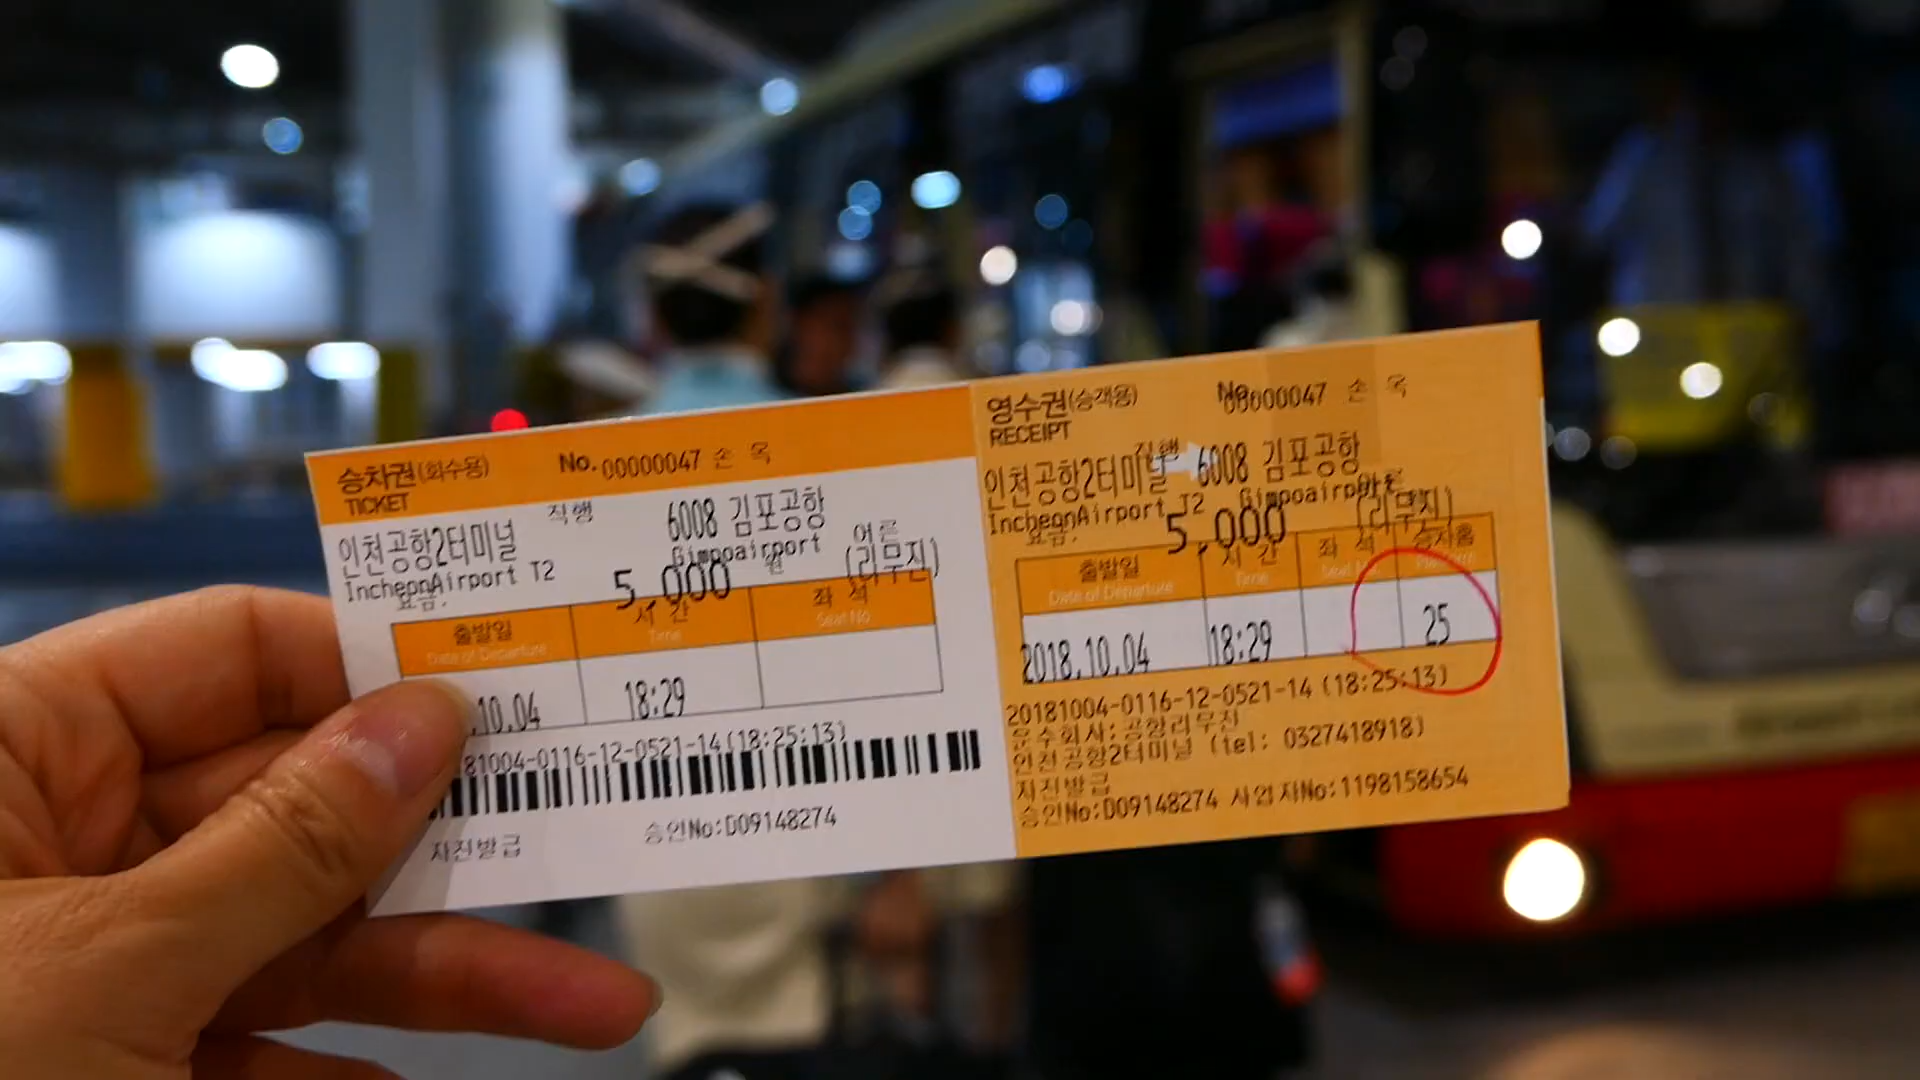 승차권(회수용) No. 00000047 손 목
TICKET
직행 6008 김포공항
인천공항2터미널 Gimpoairport 어른
IncheonAirport T2 (리무진)
요금. 5,000 원
출발일 시 간 좌 석
Date of Departure Time Seat No
.10.04 18:29
81004-0116-12-0521-14(18:25:13)
자진발급 승인No:D09148274
영수권(승객용) No 00000047 손 목
RECEIPT
직행 6008 김포공항
인천공항2터미널 Gimpoairport
IncheonAirport T2 (리무진)
요금. 5,000
출발일 시 간 좌 석 승차홈
Date of Departure Time Seat No
2018.10.04 18:29 25
20181004-0116-12-0521-14(18:25:13)
운수회사: 공항리무진
인천공항2터미널 (tel: 0327418918)
자진발급
승인No:D09148274 사업자No:1198158654